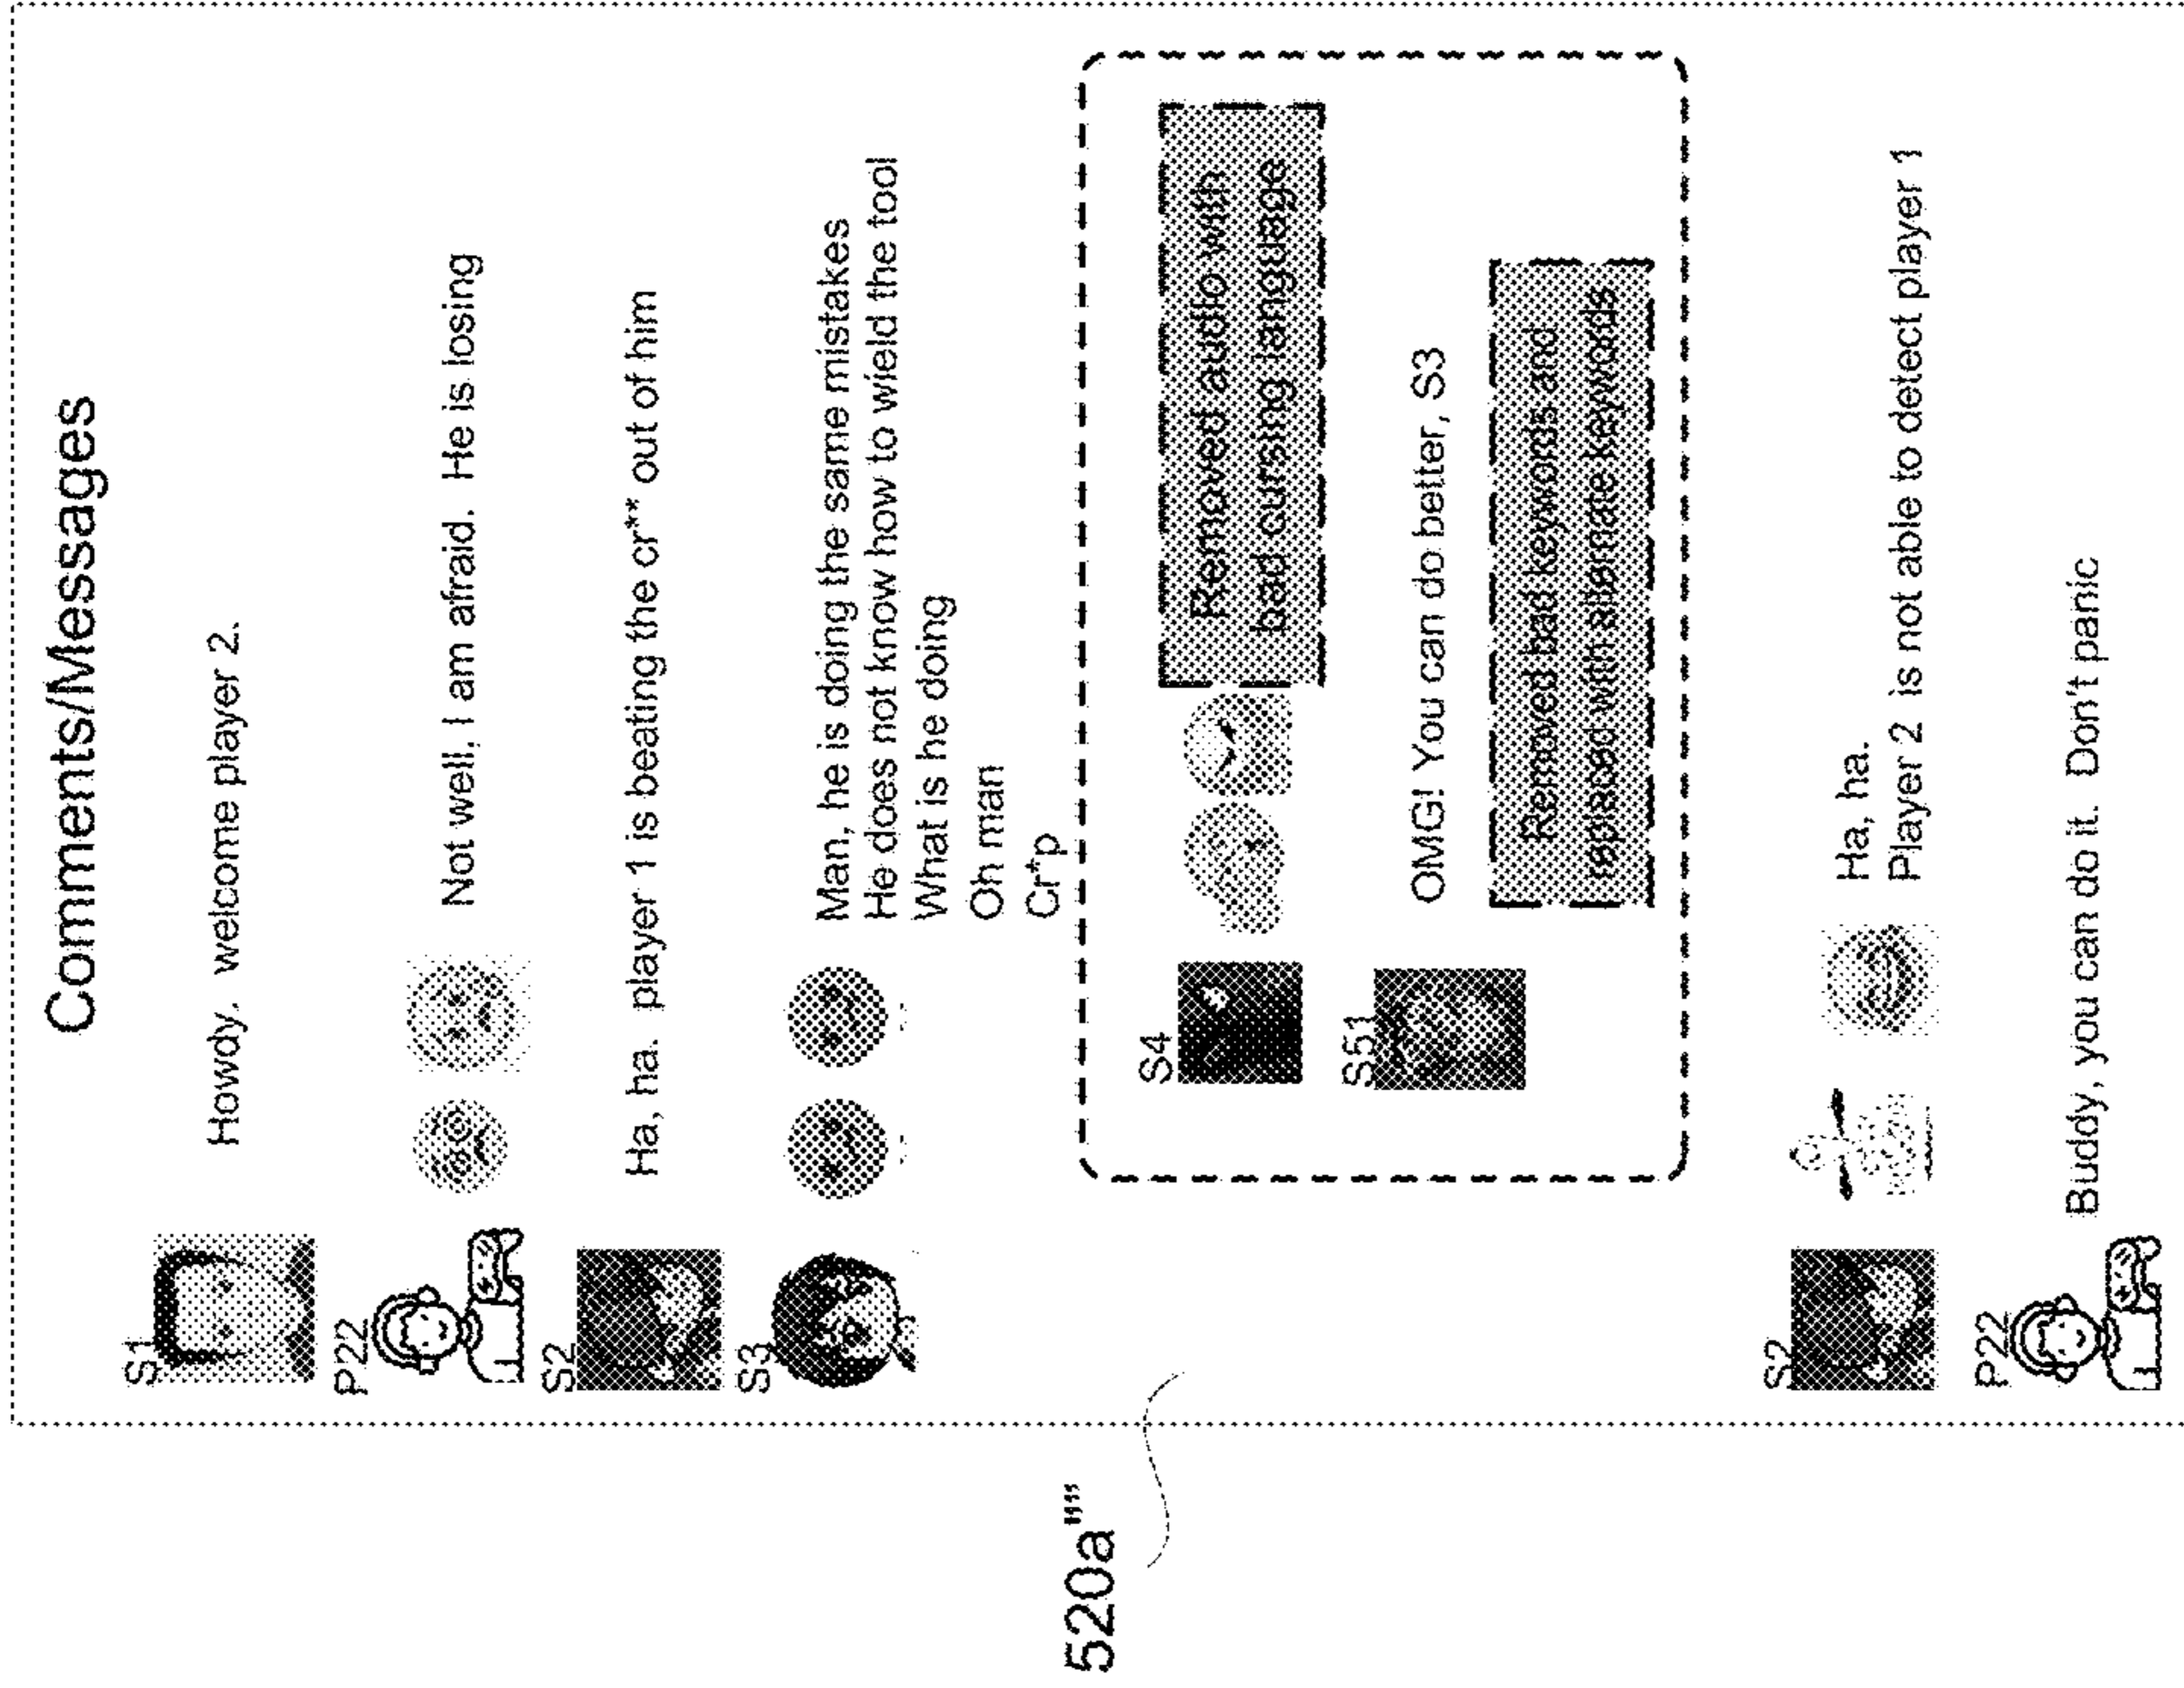 Comments/Messages
S1
Howdy, welcome player 2.
P22
Not well, I am afraid. He is losing
S2
Ha, ha. player 1 is beating the cr** out of him
S3
Man, he is doing the same mistakes
He does not know how to wield the tool
What is he doing
Oh man
Cr*p
S4
Removed audio with
bad cursing language
S51
OMG! You can do better, S3
Removed bad keywords and
replaced with alternate keywods
S2
Ha, ha.
Player 2 is not able to detect player 1
P22
Buddy, you can do it. Don't panic
520a""